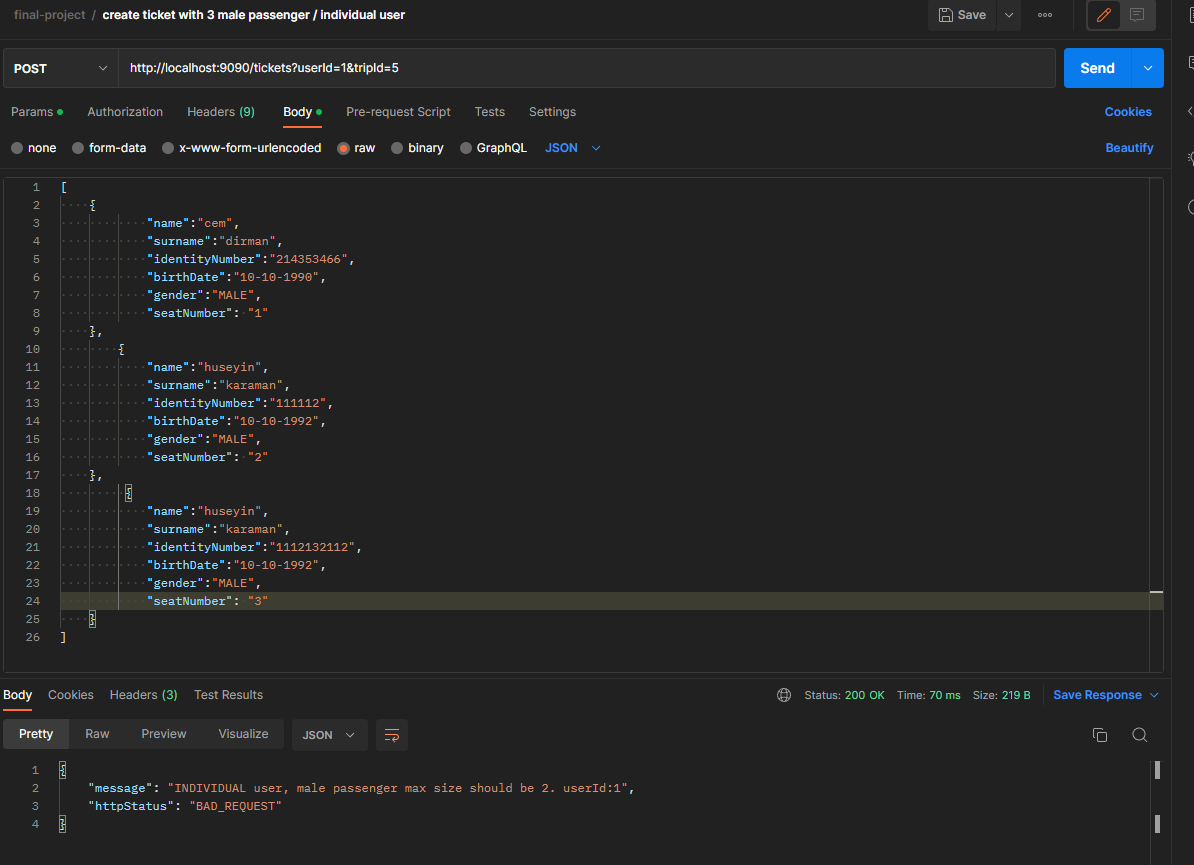 final-project / create ticket with 3 male passenger / individual user
Save
POST http://localhost:9090/tickets?userId=1&tripId=5 Send
Params Authorization Headers (9) Body Pre-request Script Tests Settings Cookies
none form-data x-www-form-urlencoded raw binary GraphQL JSON Beautify
1 [
2 {
3 "name":"cem",
4 "surname":"dirman",
5 "identityNumber":"214353466",
6 "birthDate":"10-10-1990",
7 "gender":"MALE",
8 "seatNumber": "1"
9 },
10 {
11 "name":"huseyin",
12 "surname":"karaman",
13 "identityNumber":"111112",
14 "birthDate":"10-10-1992",
15 "gender":"MALE",
16 "seatNumber": "2"
17 },
18 {
19 "name":"huseyin",
20 "surname":"karaman",
21 "identityNumber":"1112132112",
22 "birthDate":"10-10-1992",
23 "gender":"MALE",
24 "seatNumber": "3"
25 }
26 ]
Body Cookies Headers (3) Test Results Status: 200 OK Time: 70 ms Size: 219 B Save Response
Pretty Raw Preview Visualize JSON
1 {
2 "message": "INDIVIDUAL user, male passenger max size should be 2. userId:1",
3 "httpStatus": "BAD_REQUEST"
4 }